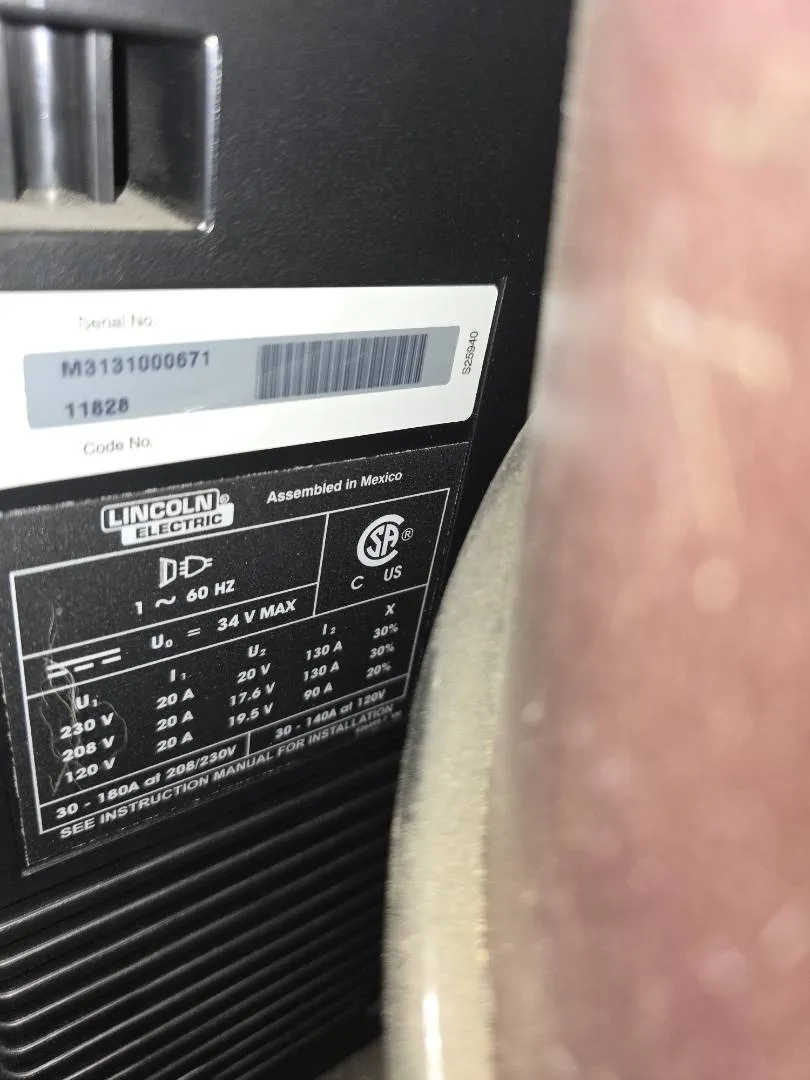 Serial No.
M3131000671
11828
Code No.
S25940
LINCOLN®
ELECTRIC
Assembled in Mexico
1 ~ 60 HZ
SA ®
C US
U₀ = 34 V MAX
U₁ I₁ U₂ I₂ X
230 V 20 A 20 V 130 A 30%
208 V 20 A 17.6 V 130 A 30%
120 V 20 A 19.5 V 90 A 20%
30 - 180A at 208/230V 30 - 140A at 120V
SEE INSTRUCTION MANUAL FOR INSTALLATION